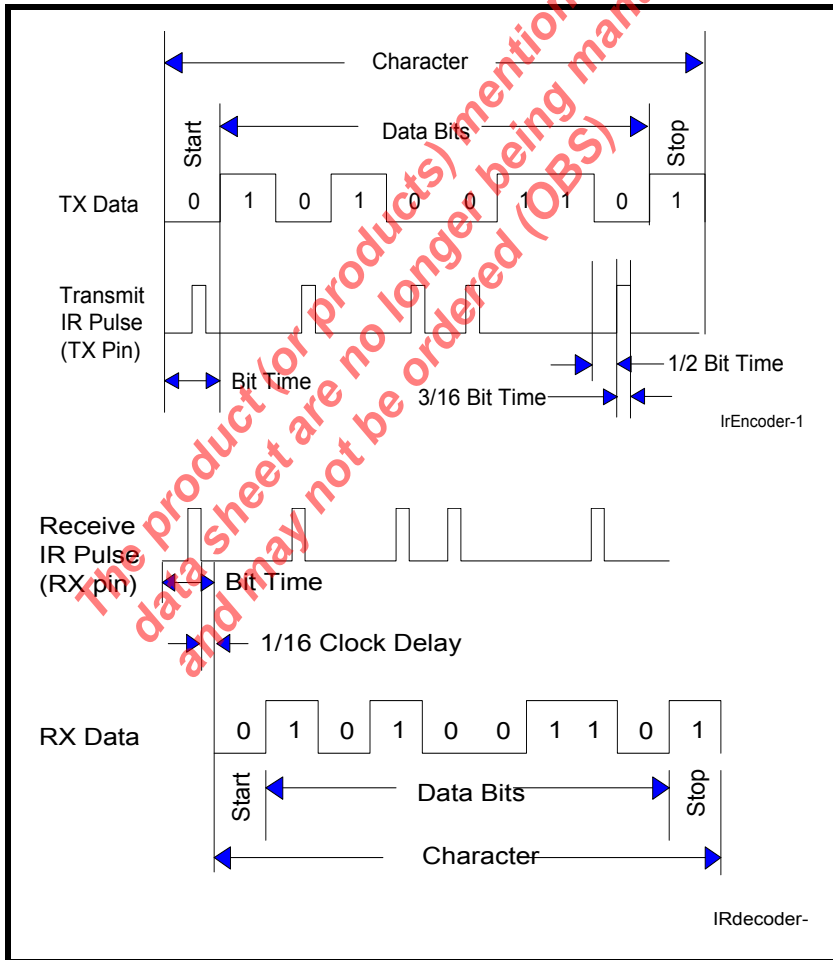 Character
Start
Data Bits
Stop
TX Data
0 1 0 1 0 0 1 1 0 1
Transmit
IR Pulse
(TX Pin)
Bit Time
1/2 Bit Time
3/16 Bit Time
IrEncoder-1
Receive
IR Pulse
(RX pin)
Bit Time
1/16 Clock Delay
RX Data
0 1 0 1 0 0 1 1 0 1
Start
Data Bits
Stop
Character
IRdecoder-
The product (or products) mention
data sheet are no longer being manu
and may not be ordered (OBS)